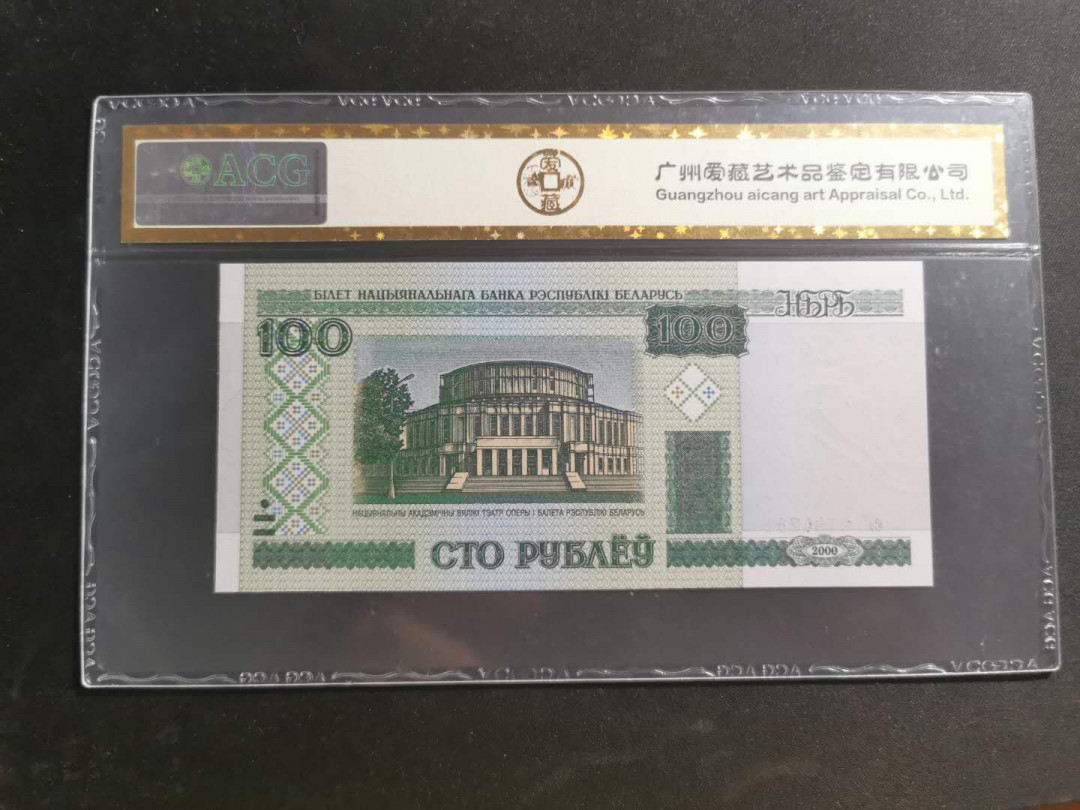 ACG
爱藏
广州爱藏艺术品鉴定有限公司
Guangzhou aicang art Appraisal Co., Ltd.
БІЛЕТ НАЦЫЯНАЛЬНАГА БАНКА РЭСПУБЛІКІ БЕЛАРУСЬ
НБРБ
100
100
НАЦЫЯНАЛЬНЫ АКАДЭМІЧНЫ ВЯЛІКІ ТЭАТР ОПЕРЫ І БАЛЕТА РЭСПУБЛІКІ БЕЛАРУСЬ
СТО РУБЛЁЎ
2000